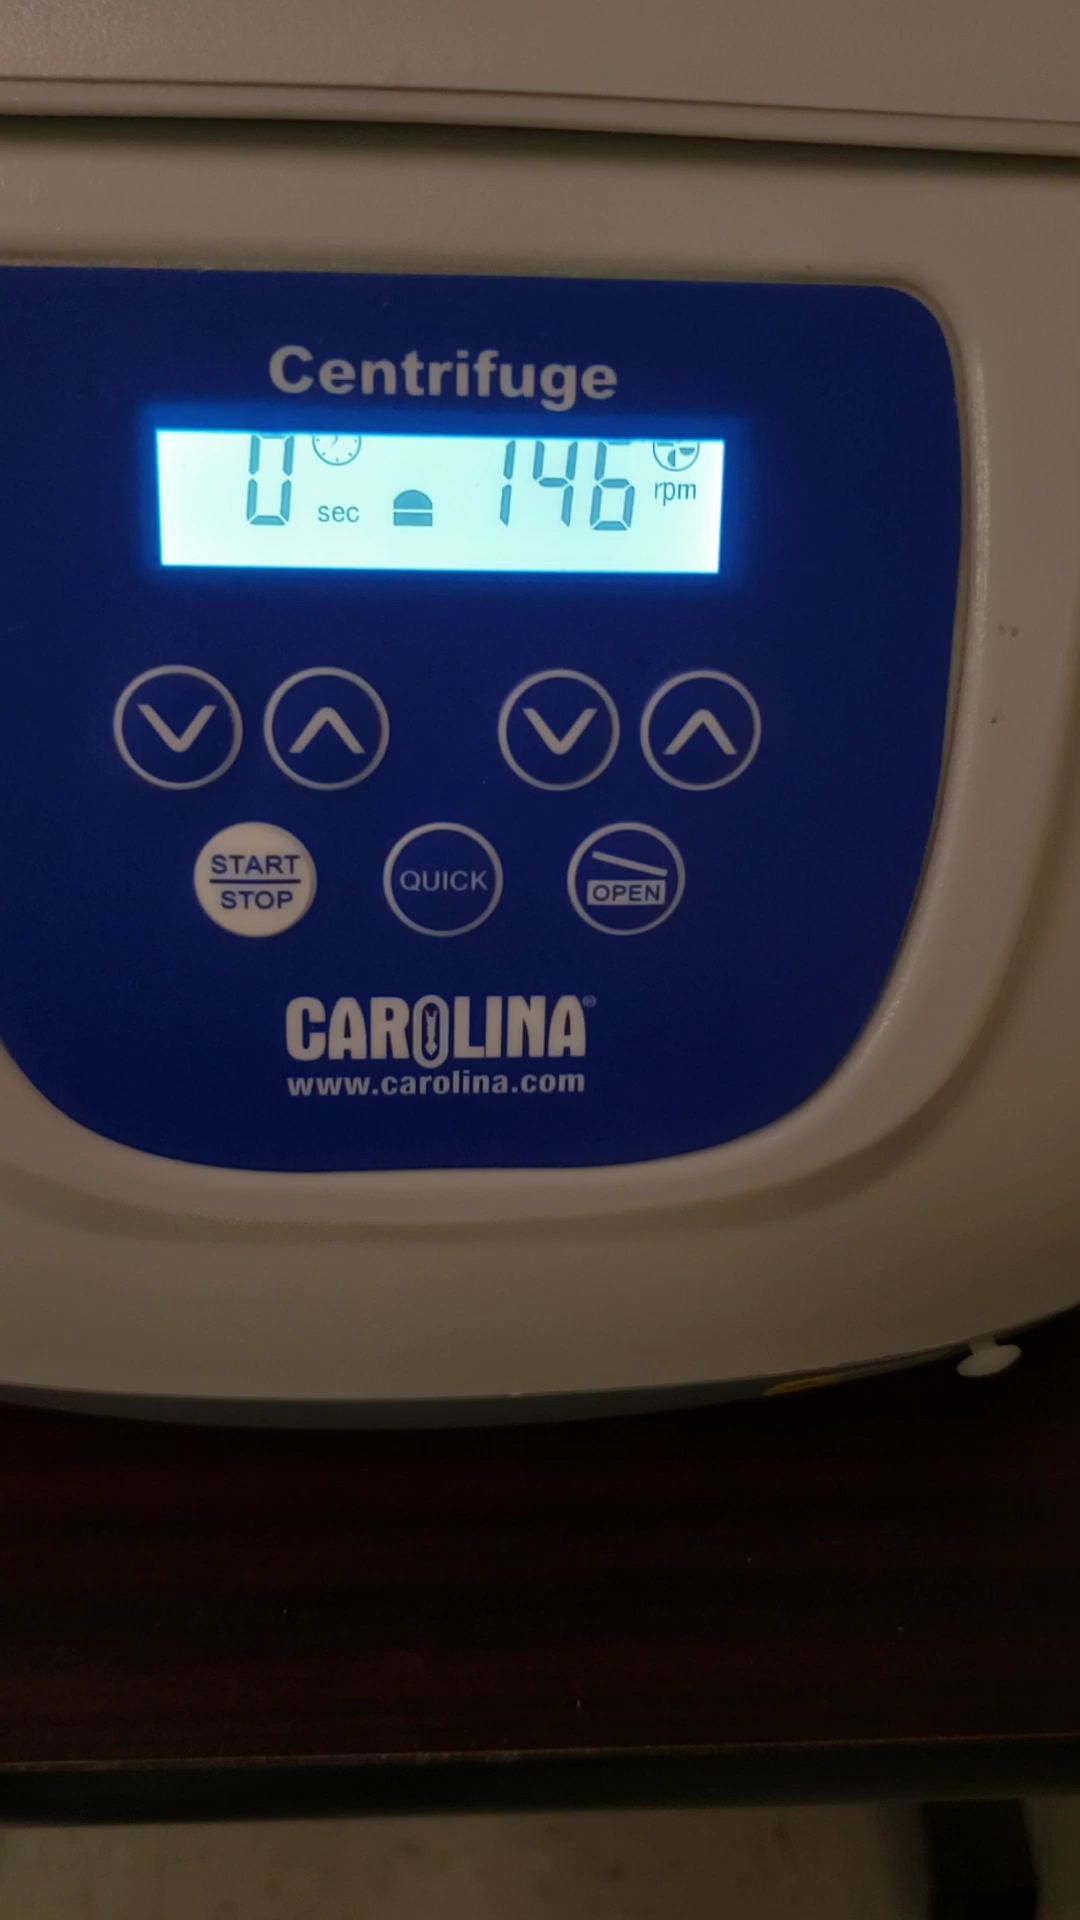 Centrifuge
0 sec 146 rpm
START
STOP
QUICK
OPEN
CAROLINA®
www.carolina.com